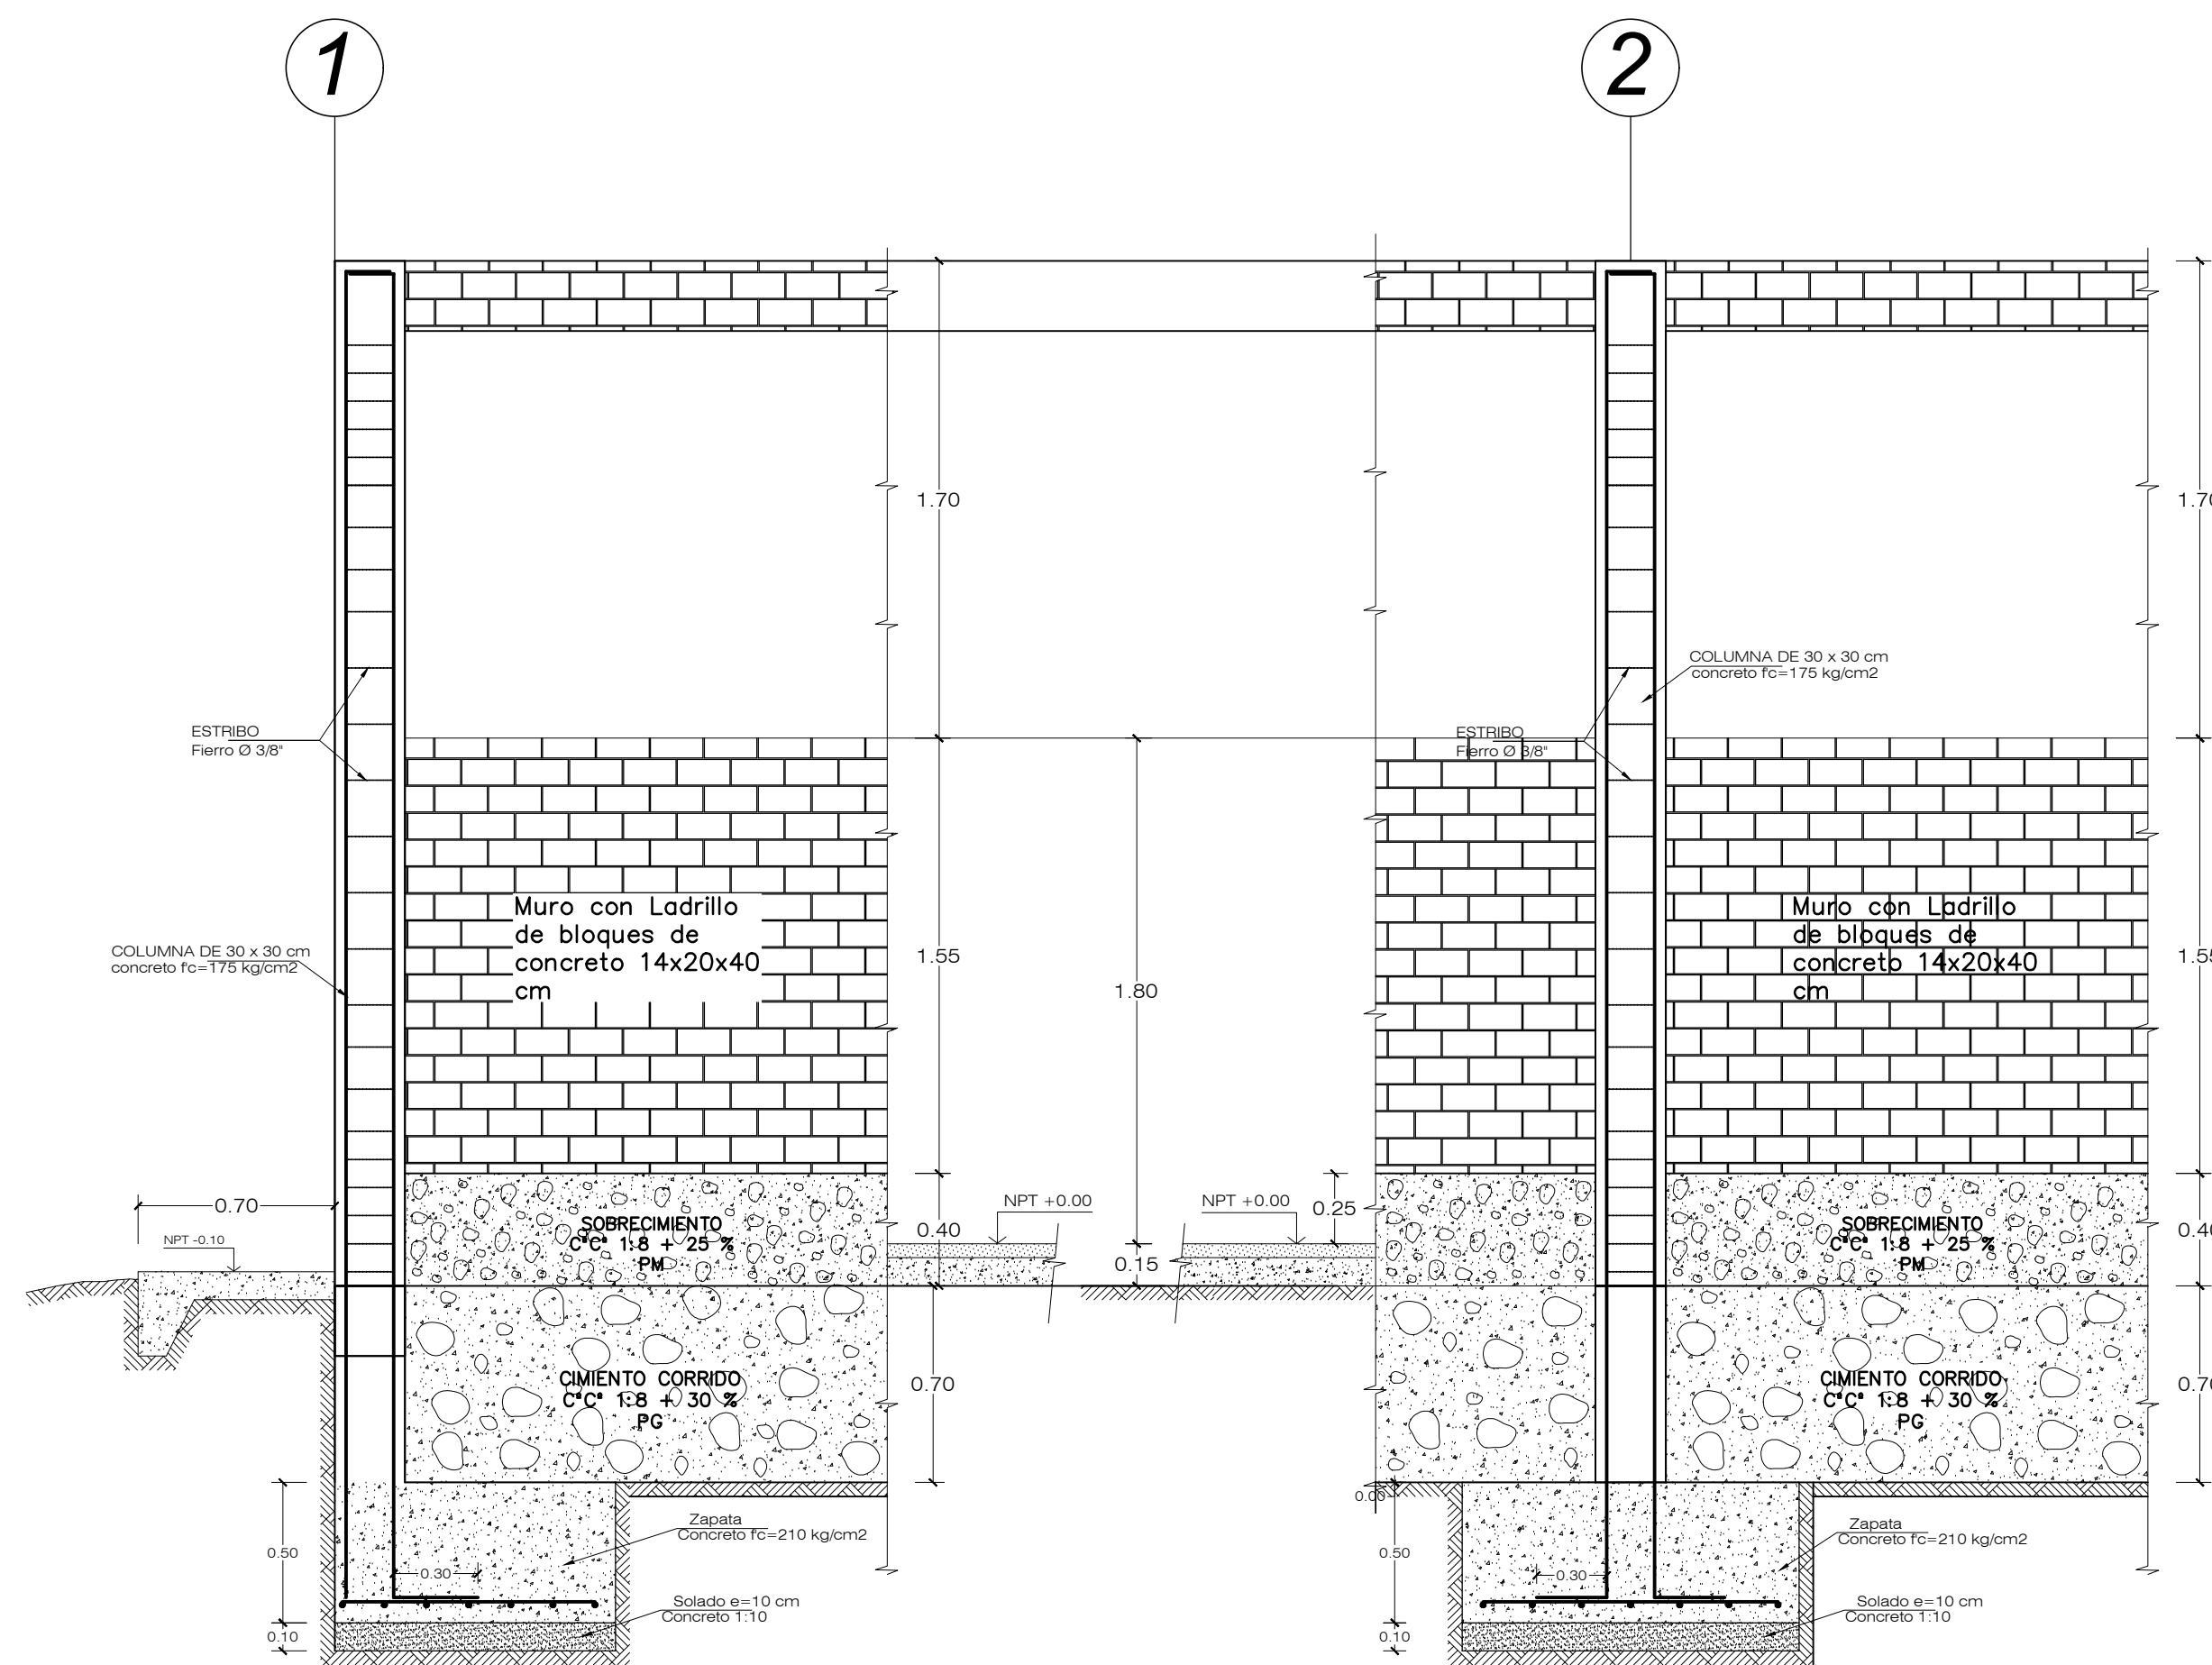 1
2
1.70
1.70
COLUMNA DE 30 x 30 cm
concreto f'c=175 kg/cm2
ESTRIBO
Fierro Ø 3/8"
ESTRIBO
Fierro Ø 3/8"
Muro con Ladrillo
de bloques de
concreto 14x20x40
cm
COLUMNA DE 30 x 30 cm
concreto f'c=175 kg/cm2
1.55
1.80
Muro con Ladrillo
de bloques de
concreto 14x20x40
cm
1.55
0.70
NPT -0.10
SOBRECIMIENTO
C°C° 1:8 + 25 %
PM
0.40
NPT +0.00
0.15
NPT +0.00
0.25
SOBRECIMIENTO
C°C° 1:8 + 25 %
PM
0.40
CIMIENTO CORRIDO
C°C° 1:8 + 30 %
PG
0.70
CIMIENTO CORRIDO
C°C° 1:8 + 30 %
PG
0.70
0.00
0.50
Zapata
Concreto f'c=210 kg/cm2
0.30
Solado e=10 cm
Concreto 1:10
0.10
0.50
Zapata
Concreto f'c=210 kg/cm2
0.30
Solado e=10 cm
Concreto 1:10
0.10